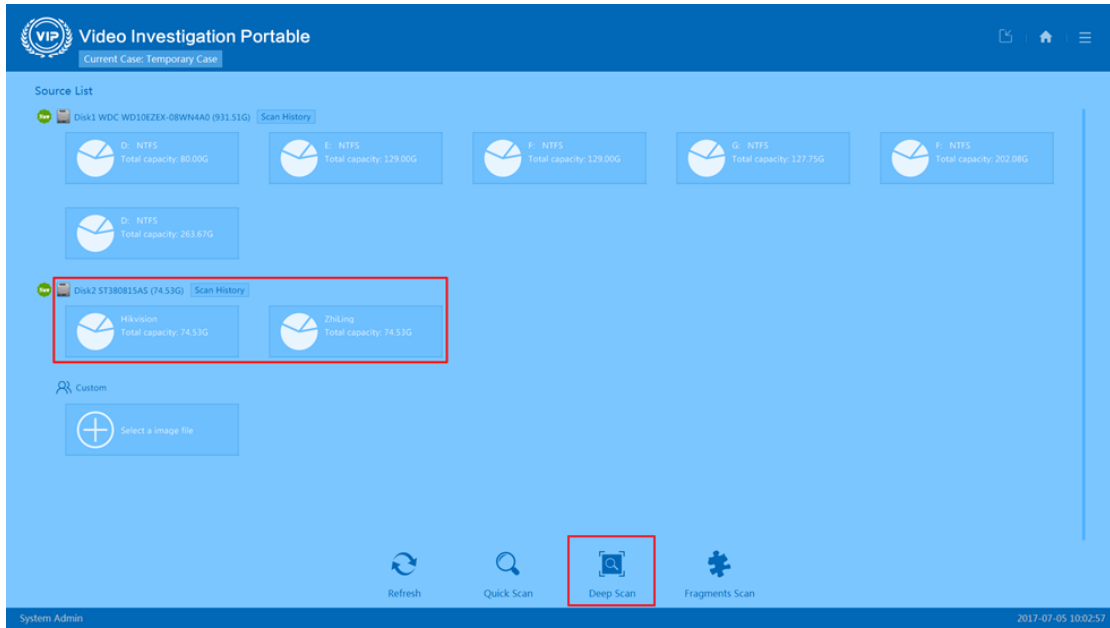 VIP
Video Investigation Portable
Current Case: Temporary Case
Source List
Disk1 WDC WD10EZEX-08WN4A0 (931.51G) Scan History
D: NTFS
Total capacity: 80.00G
E: NTFS
Total capacity: 129.00G
F: NTFS
Total capacity: 129.00G
G: NTFS
Total capacity: 127.75G
F: NTFS
Total capacity: 202.08G
D: NTFS
Total capacity: 263.67G
Disk2 ST380815AS (74.53G) Scan History
Hikvision
Total capacity: 74.53G
ZhiLing
Total capacity: 74.53G
Custom
Select a image file
Refresh
Quick Scan
Deep Scan
Fragments Scan
System Admin
2017-07-05 10:02:57